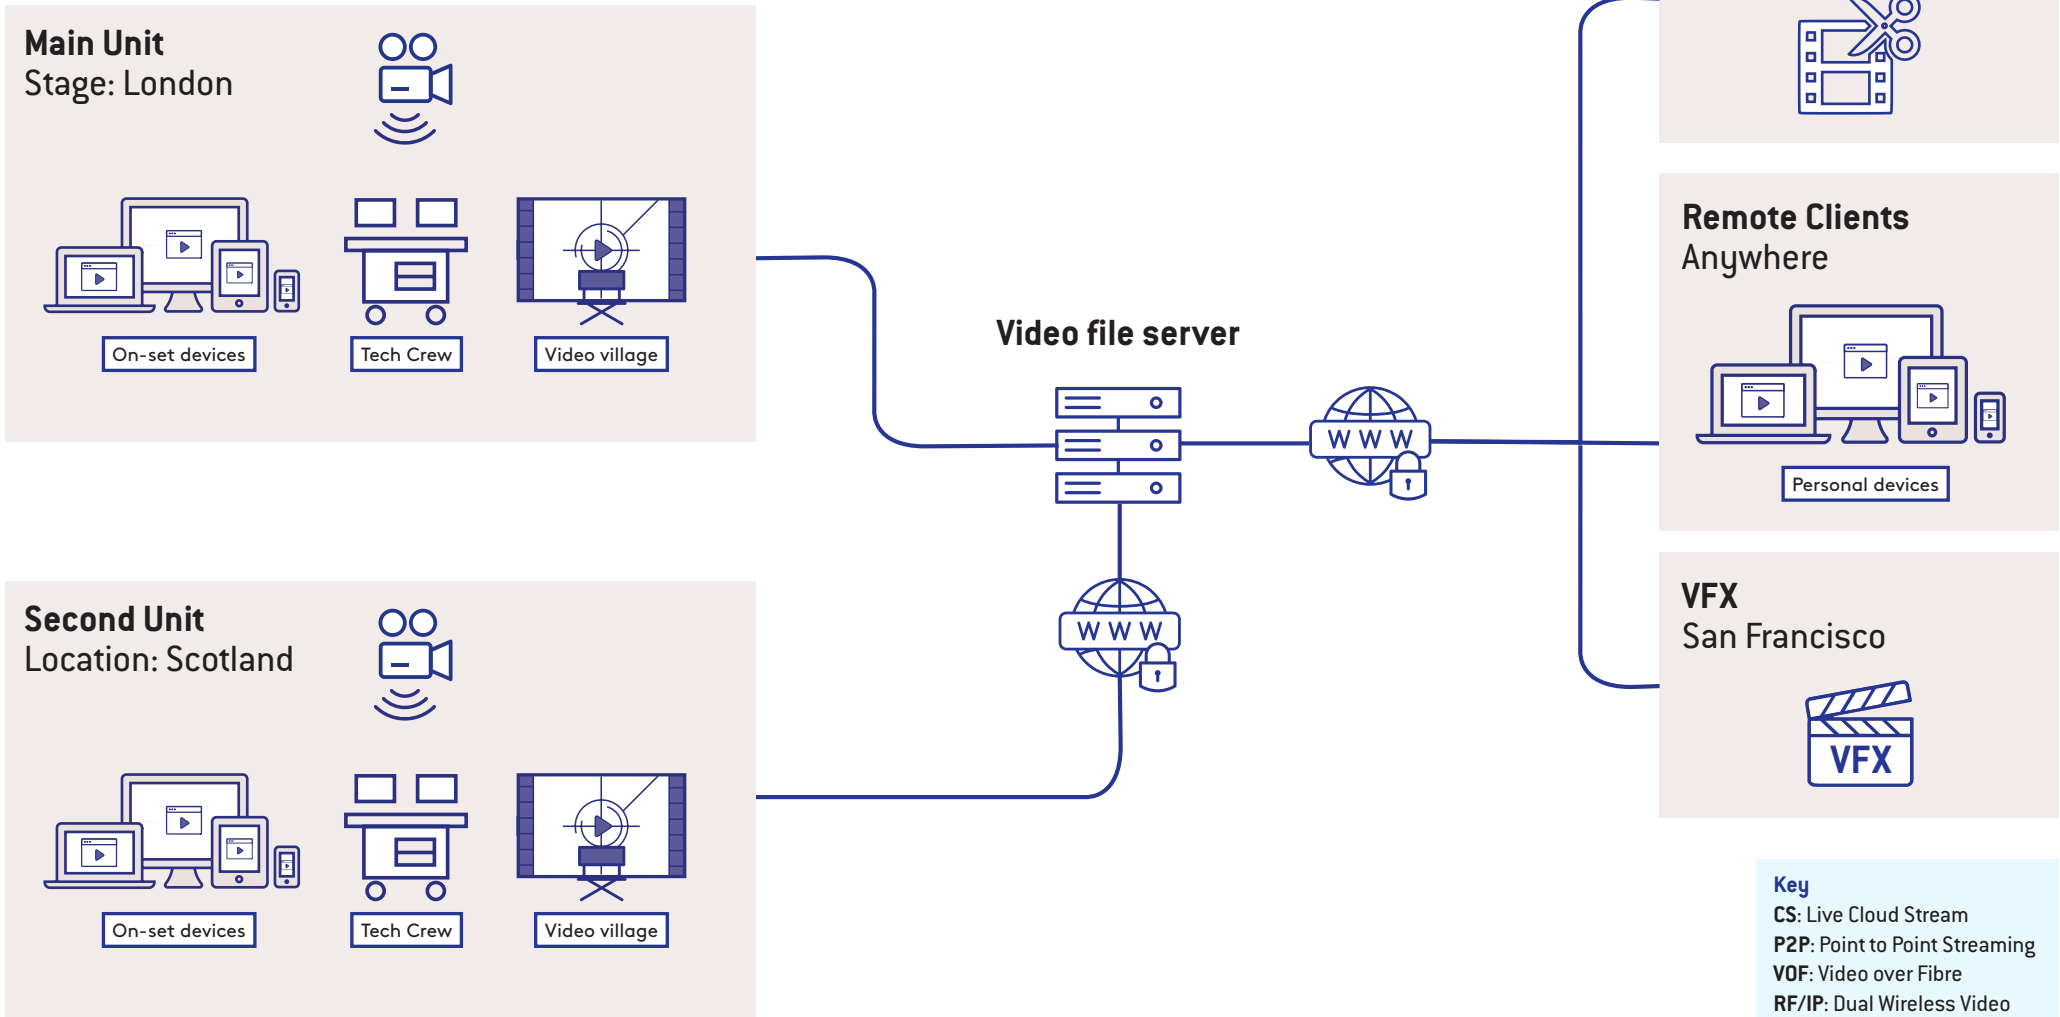 Main Unit
Stage: London
On-set devices
Tech Crew
Video village
Second Unit
Location: Scotland
On-set devices
Tech Crew
Video village
Video file server
WWW
WWW
Remote Clients
Anywhere
Personal devices
VFX
San Francisco
VFX
Key
CS: Live Cloud Stream
P2P: Point to Point Streaming
VOF: Video over Fibre
RF/IP: Dual Wireless Video